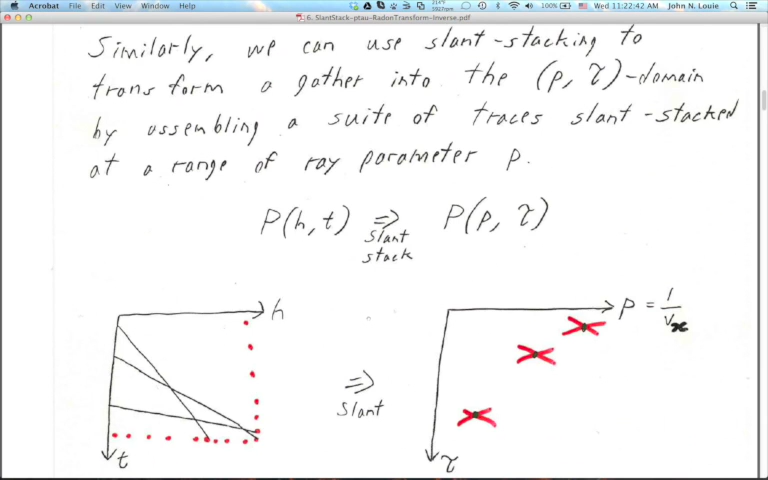 Acrobat File Edit View Window Help 100% Wed 11:22:42 AM John N. Louie
6. SlantStack-ptau-RadonTransform-Inverse.pdf
Similarly, we can use slant-stacking to
transform a gather into the (p, τ)-domain
by assembling a suite of traces slant-stacked
at a range of ray parameter p.
P(h, t) ⇒ P(p, τ)
slant
stack
h
p = 1/Vx
⇒
slant
t
τ